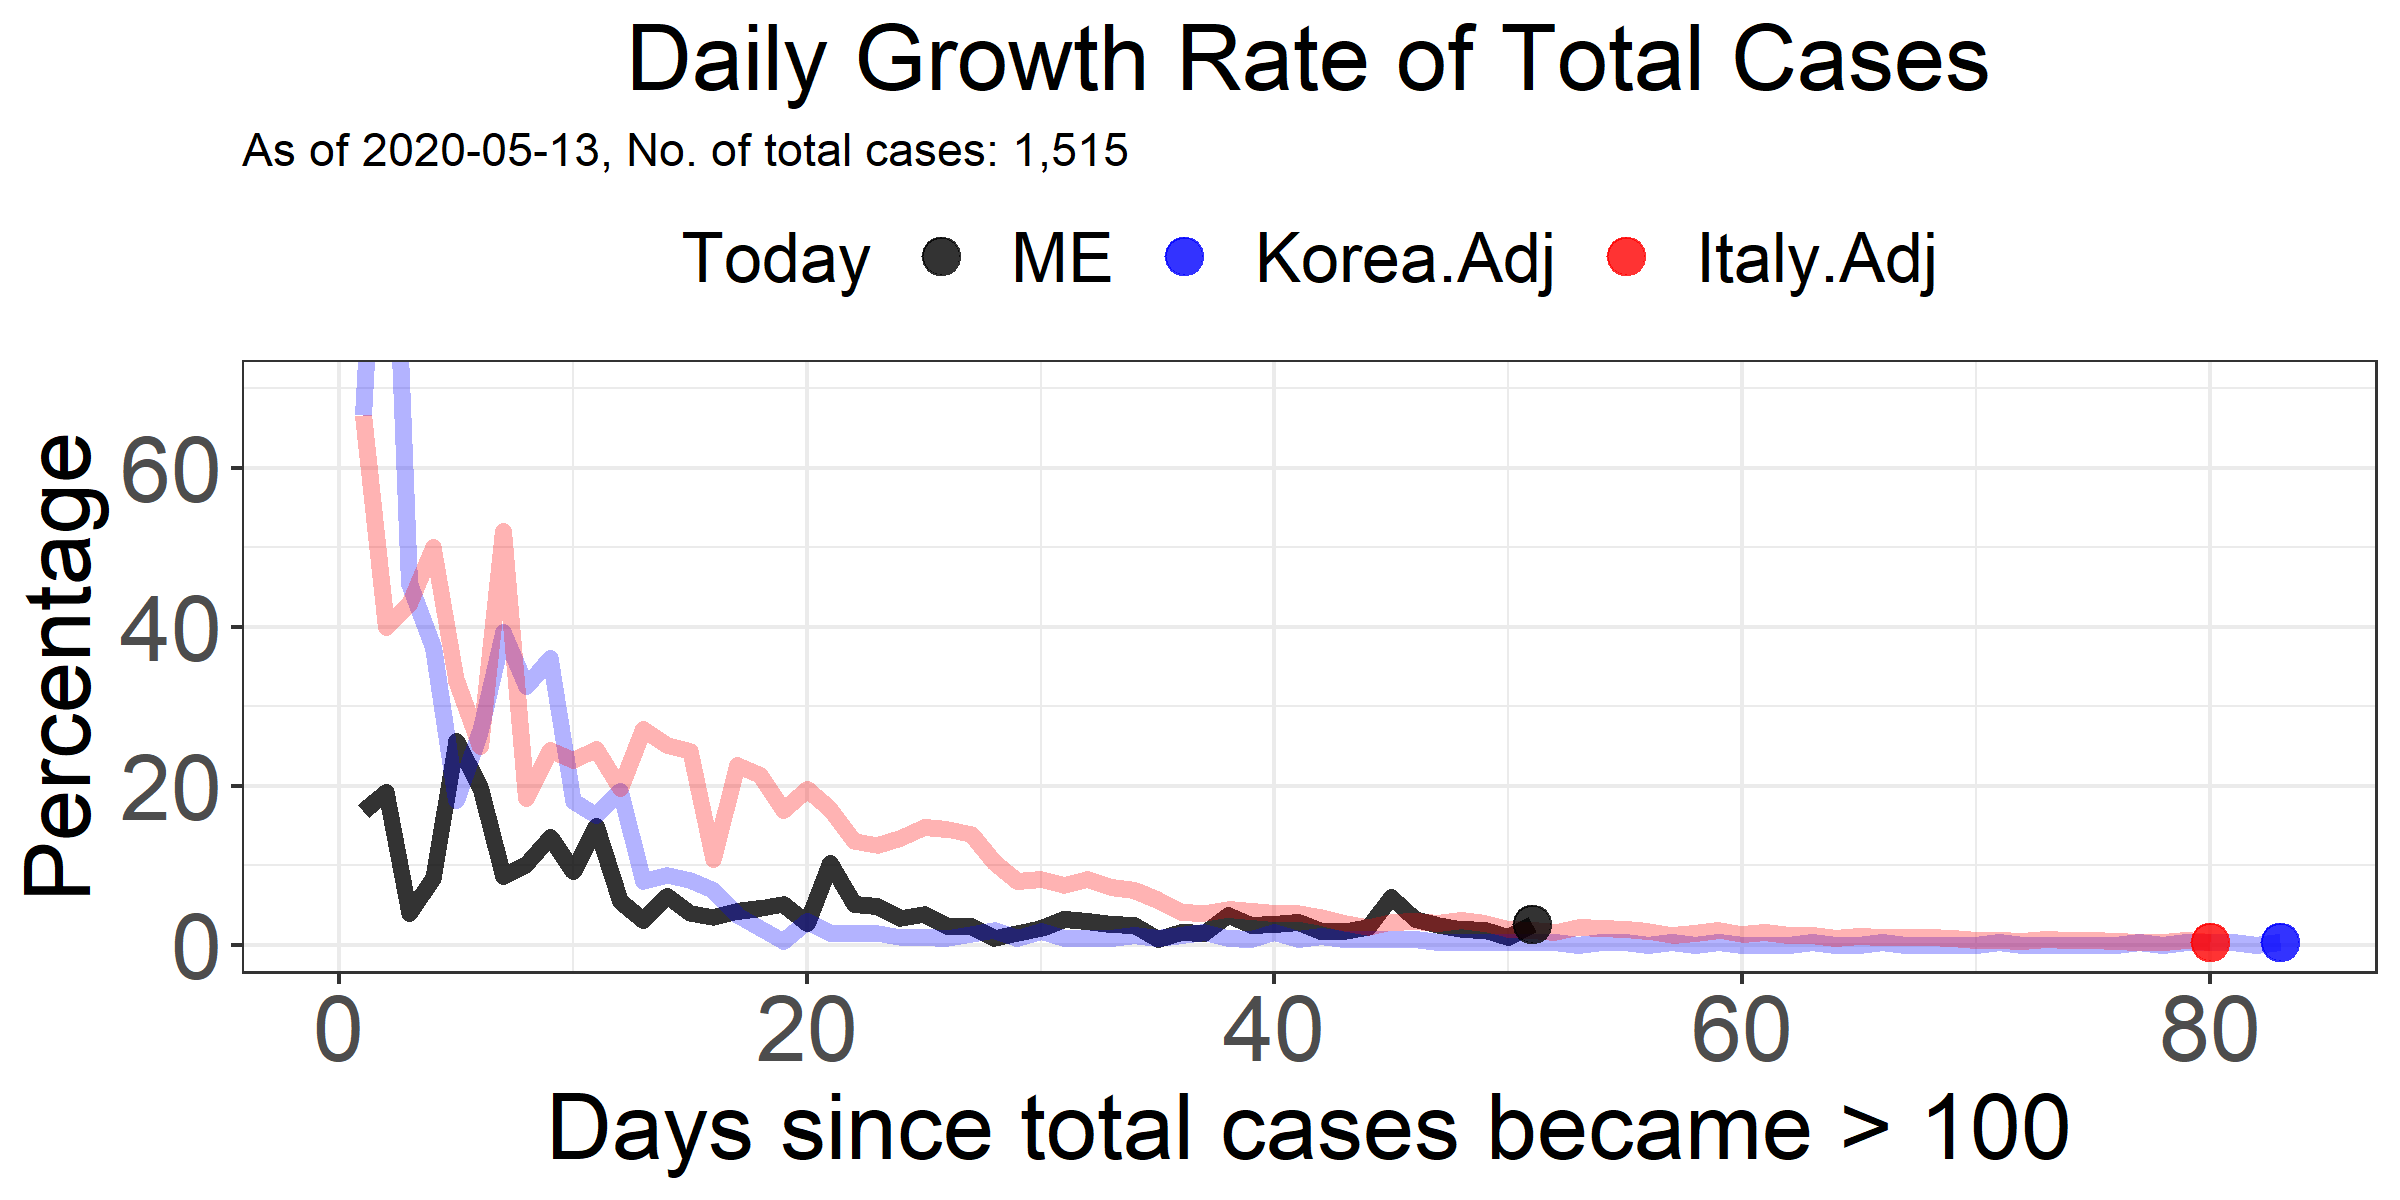 Daily Growth Rate of Total Cases
As of 2020-05-13, No. of total cases: 1,515
Today ME Korea.Adj Italy.Adj
Percentage
60
40
20
0
0 20 40 60 80
Days since total cases became > 100